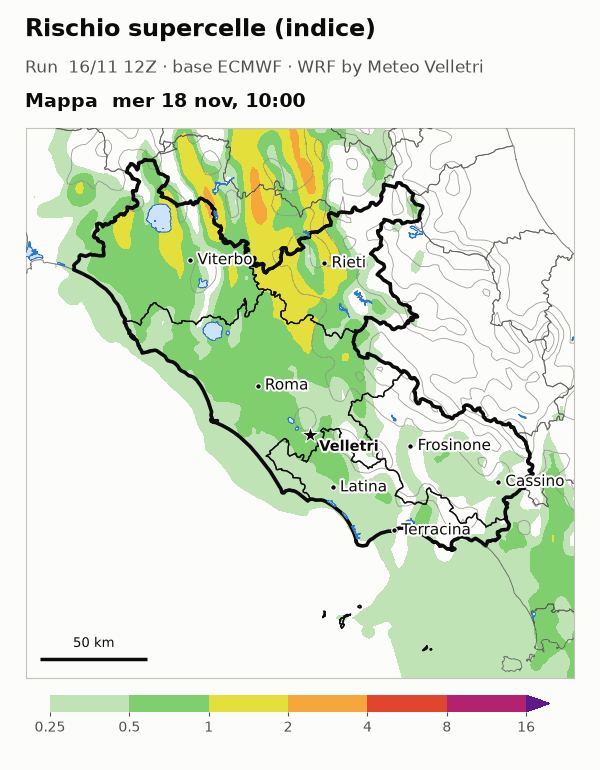 Rischio supercelle (indice)
Run  16/11 12Z · base ECMWF · WRF by Meteo Velletri
Mappa  mer 18 nov, 10:00
Viterbo
Rieti
Roma
Velletri
Frosinone
Cassino
Latina
Terracina
50 km
0.25 0.5 1 2 4 8 16